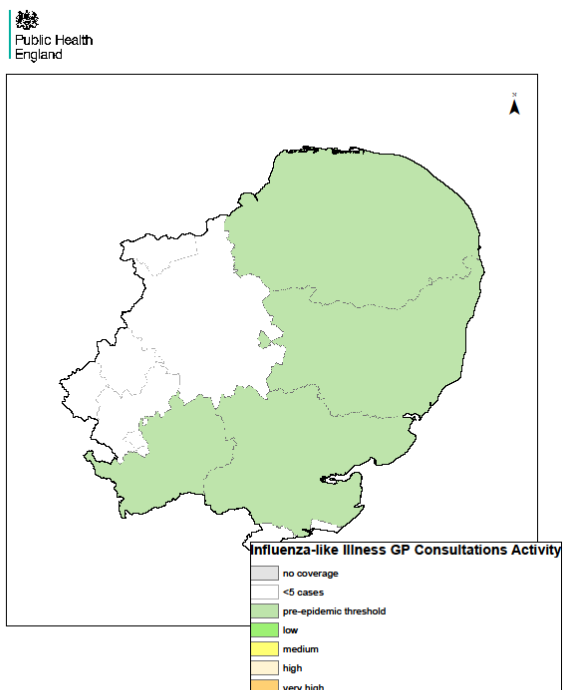 Public Health
England
N
Influenza-like Illness GP Consultations Activity
no coverage
<5 cases
pre-epidemic threshold
low
medium
high
very high